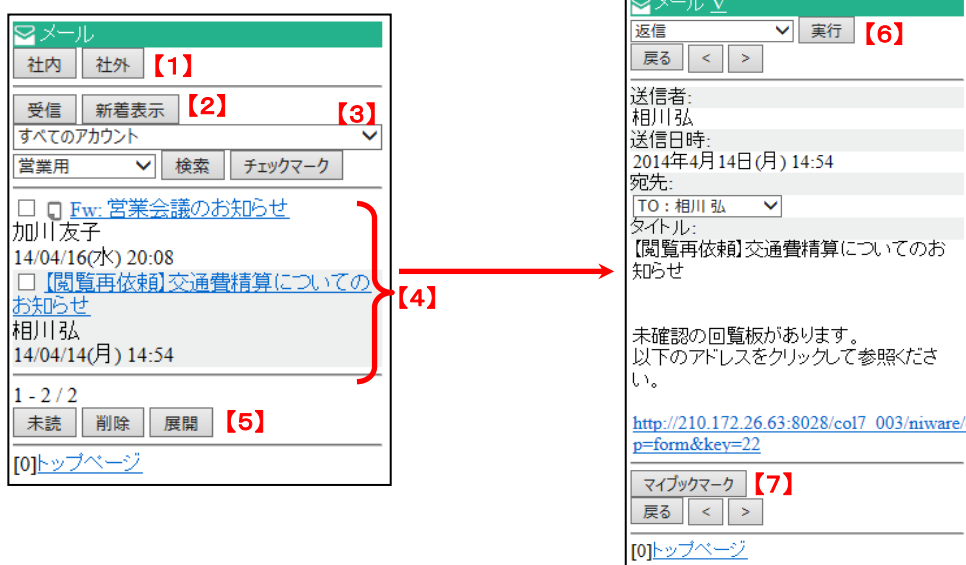 メール
社内 社外 【1】
受信 新着表示 【2】
【3】
すべてのアカウント
営業用 検索 チェックマーク
Fw: 営業会議のお知らせ
加川友子
14/04/16(水) 20:08
【閲覧再依頼】交通費精算についての
お知らせ
相川弘
14/04/14(月) 14:54
【4】
1 - 2 / 2
未読 削除 展開 【5】
[0]トップページ
メール V
返信 実行 【6】
戻る < >
送信者:
相川 弘
送信日時:
2014年4月14日(月) 14:54
宛先:
TO：相川 弘
タイトル:
【閲覧再依頼】交通費精算についてのお
知らせ
未確認の回覧板があります。
以下のアドレスをクリックして参照くださ
い。
http://210.172.26.63:8028/col7_003/niware/
p=form&key=22
マイブックマーク 【7】
戻る < >
[0]トップページ